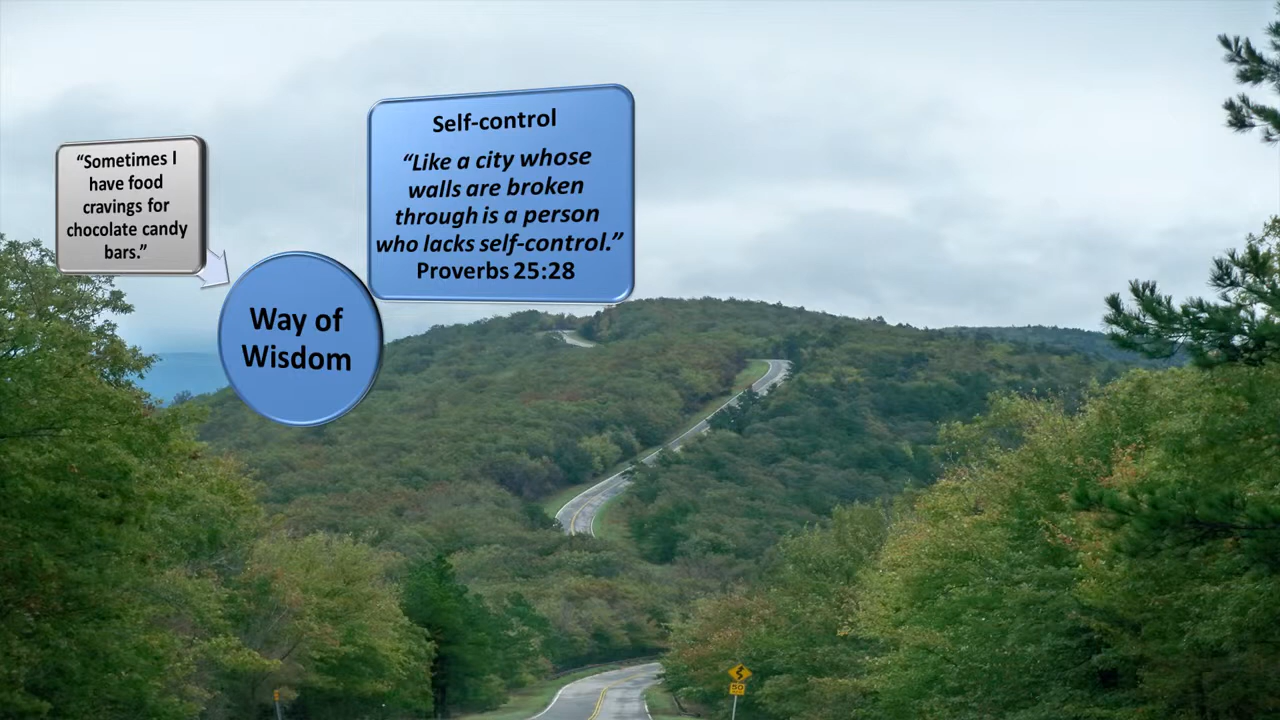 “Sometimes I
have food
cravings for
chocolate candy
bars.”
Self-control
“Like a city whose
walls are broken
through is a person
who lacks self-control.”
Proverbs 25:28
Way of
Wisdom
50